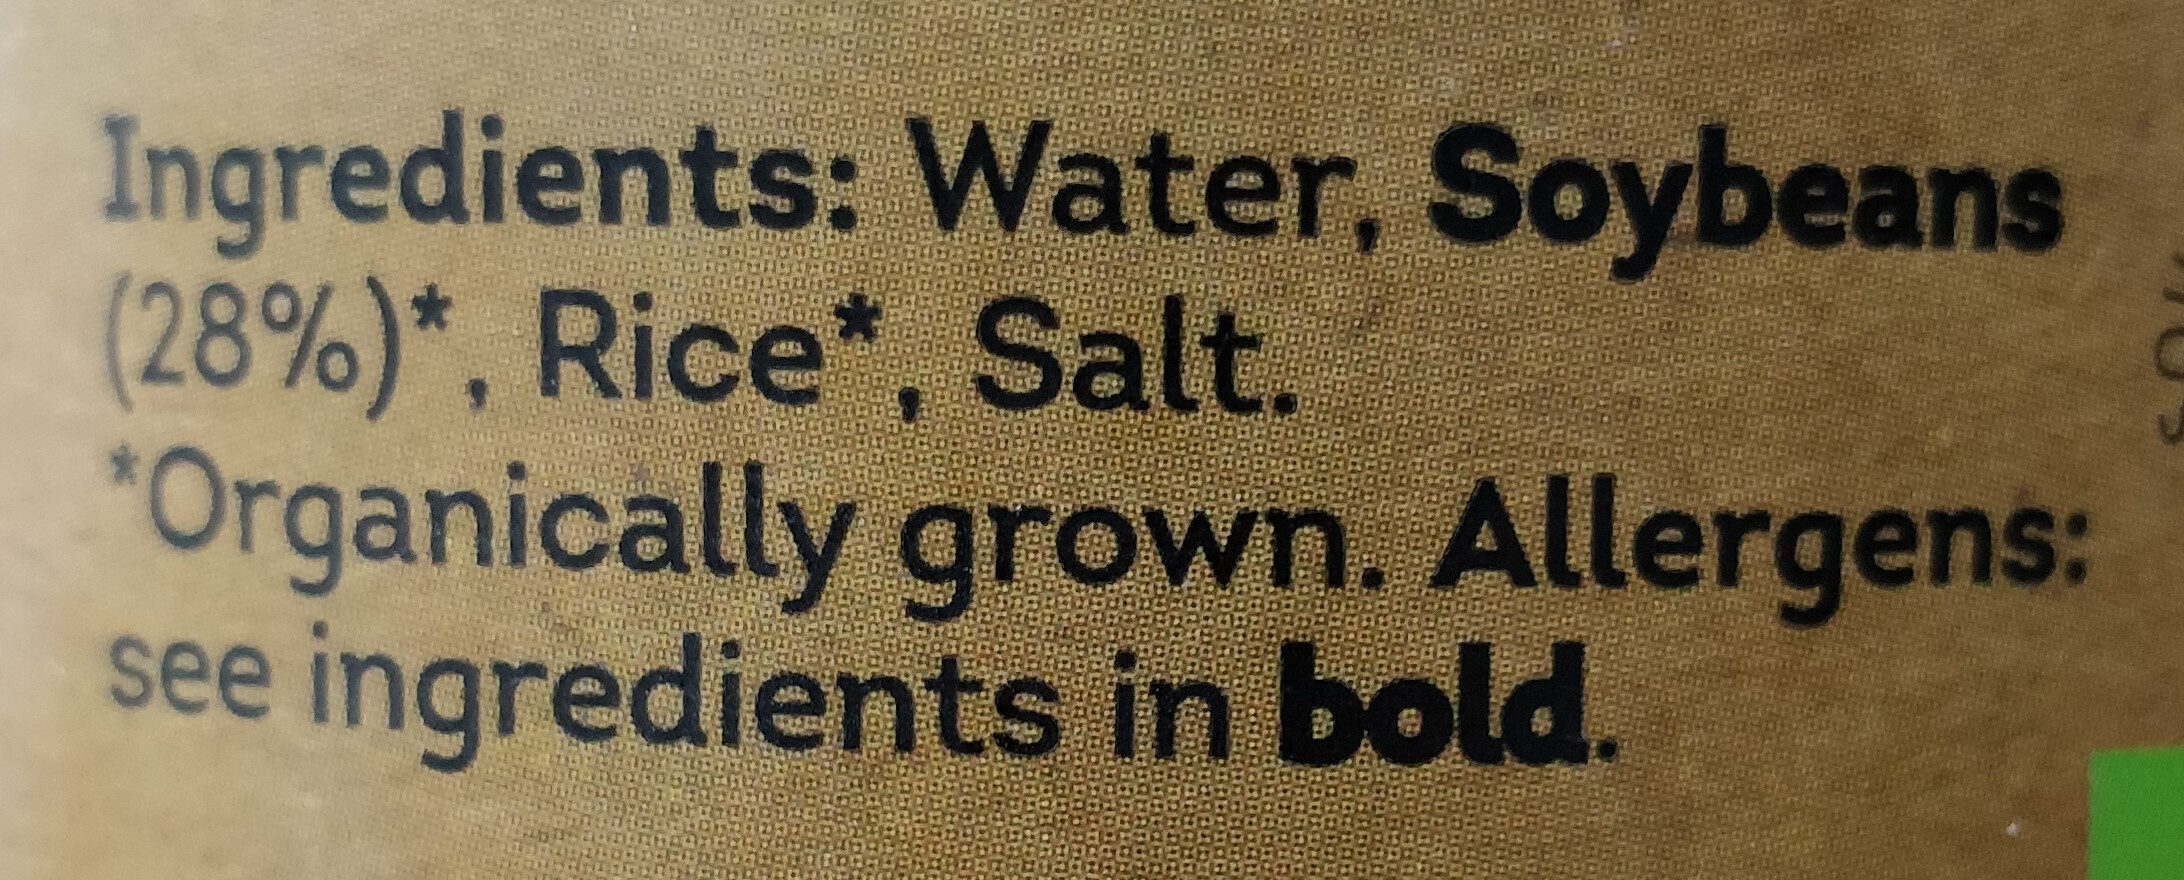 Ingredients: Water, Soybeans
(28%)* , Rice* , Salt.
*Organically grown. Allergens:
see ingredients in bold.